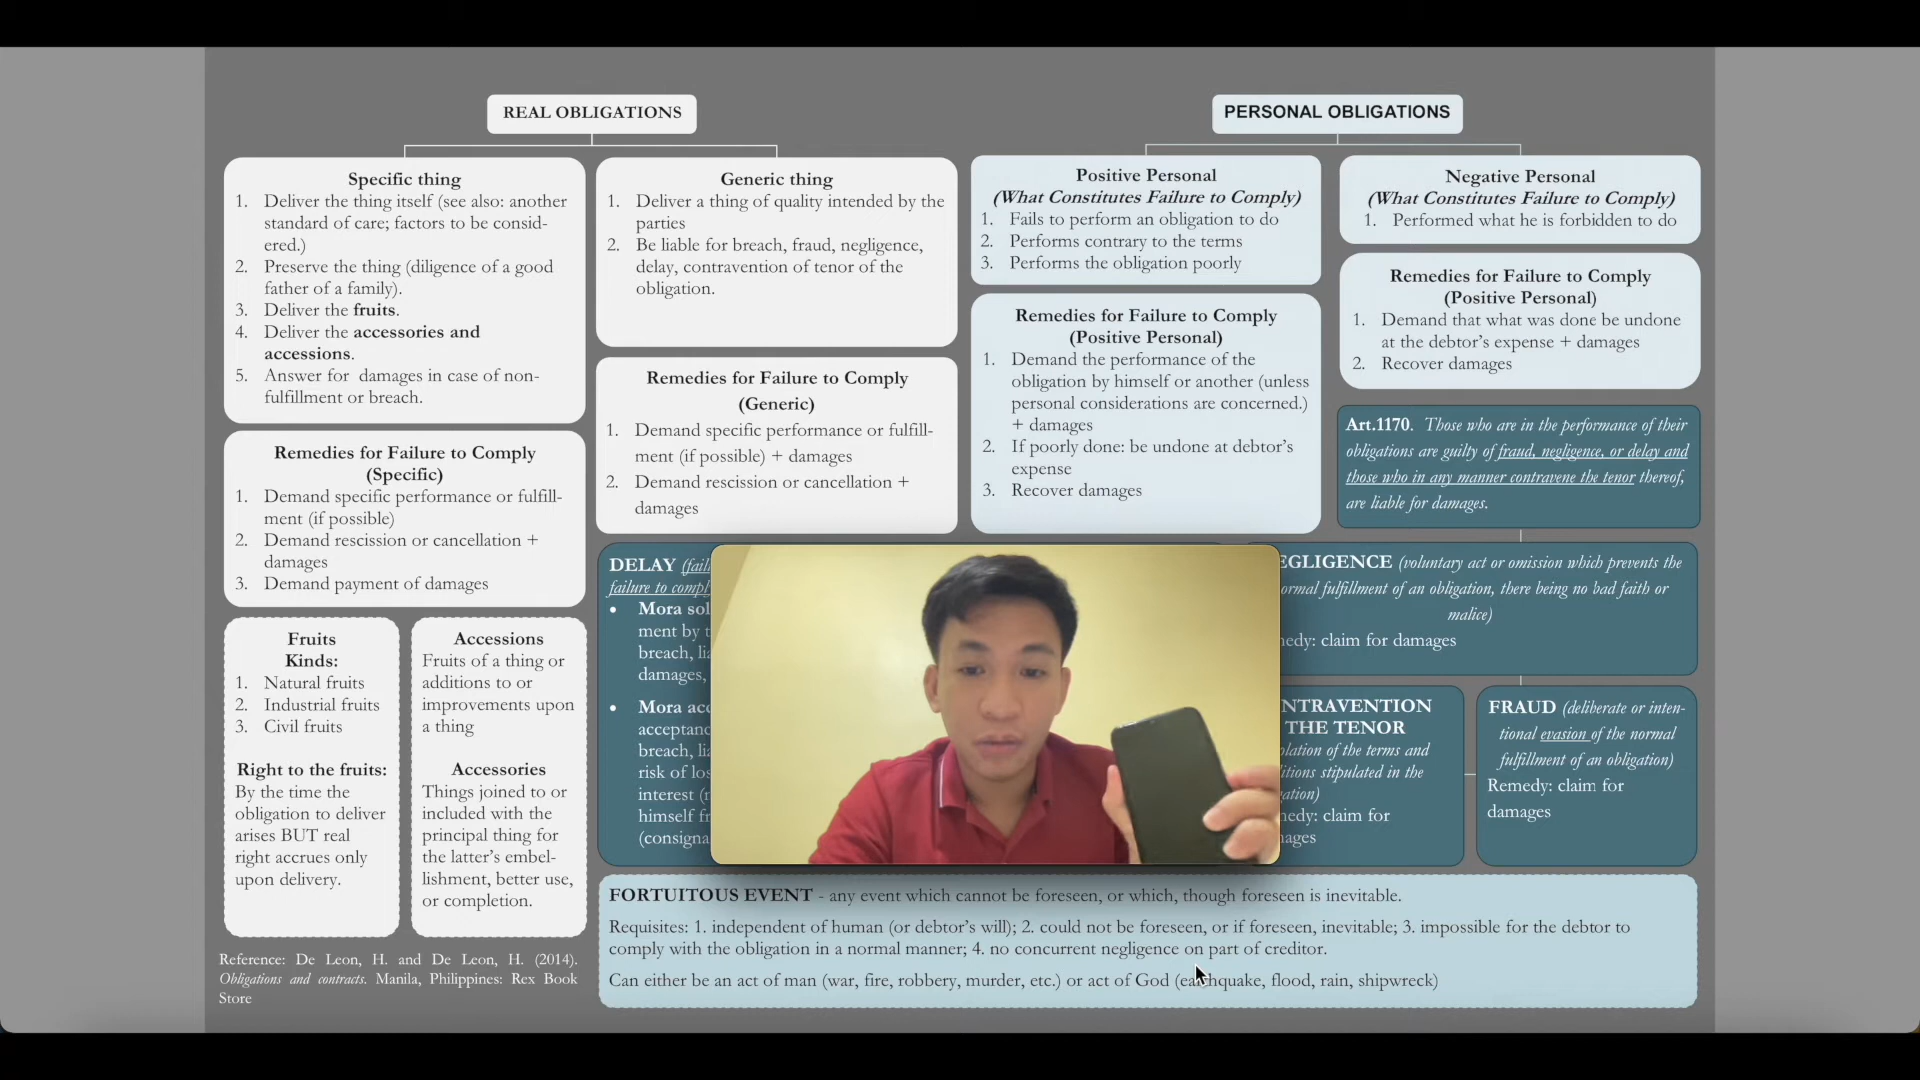 REAL OBLIGATIONS
Specific thing
1. Deliver the thing itself (see also: another
standard of care; factors to be consid-
ered.)
2. Preserve the thing (diligence of a good
father of a family).
3. Deliver the fruits.
4. Deliver the accessories and
accessions.
5. Answer for damages in case of non-
fulfillment or breach.
Remedies for Failure to Comply
(Specific)
1. Demand specific performance or fulfill-
ment (if possible)
2. Demand rescission or cancellation +
damages
3. Demand payment of damages
Fruits
Kinds:
1. Natural fruits
2. Industrial fruits
3. Civil fruits
Right to the fruits:
By the time the
obligation to deliver
arises BUT real
right accrues only
upon delivery.
Accessions
Fruits of a thing or
additions to or
improvements upon
a thing
Accessories
Things joined to or
included with the
principal thing for
the latter's embel-
lishment, better use,
or completion.
Reference: De Leon, H. and De Leon, H. (2014).
Obligations and contracts. Manila, Philippines: Rex Book
Store
Generic thing
1. Deliver a thing of quality intended by the
parties
2. Be liable for breach, fraud, negligence,
delay, contravention of tenor of the
obligation.
Remedies for Failure to Comply
(Generic)
1. Demand specific performance or fulfill-
ment (if possible) + damages
2. Demand rescission or cancellation +
damages
PERSONAL OBLIGATIONS
Positive Personal
(What Constitutes Failure to Comply)
1. Fails to perform an obligation to do
2. Performs contrary to the terms
3. Performs the obligation poorly
Remedies for Failure to Comply
(Positive Personal)
1. Demand the performance of the
obligation by himself or another (unless
personal considerations are concerned.)
+ damages
2. If poorly done: be undone at debtor's
expense
3. Recover damages
Negative Personal
(What Constitutes Failure to Comply)
1. Performed what he is forbidden to do
Remedies for Failure to Comply
(Positive Personal)
1. Demand that what was done be undone
at the debtor's expense + damages
2. Recover damages
Art.1170. Those who are in the performance of their
obligations are guilty of fraud, negligence, or delay and
those who in any manner contravene the tenor thereof,
are liable for damages.
DELAY
failure to
• Mora
ment by
breach,
damages,
• Mora
breach,
risk of
interest
himself
(voluntary act or omission which prevents the
fulfillment of an obligation, there being no bad faith or
malice)
claim for damages
THE TENOR
of the terms and
stipulated in the
claim for
FRAUD (deliberate or inten-
tional evasion of the normal
fulfillment of an obligation)
Remedy: claim for
damages
FORTUITOUS EVENT - any event which cannot be foreseen, or which, though foreseen is inevitable.
Requisites: 1. independent of human (or debtor's will); 2. could not be foreseen, or if foreseen, inevitable; 3. impossible for the debtor to
comply with the obligation in a normal manner; 4. no concurrent negligence on part of creditor.
Can either be an act of man (war, fire, robbery, murder, etc.) or act of God (earthquake, flood, rain, shipwreck)